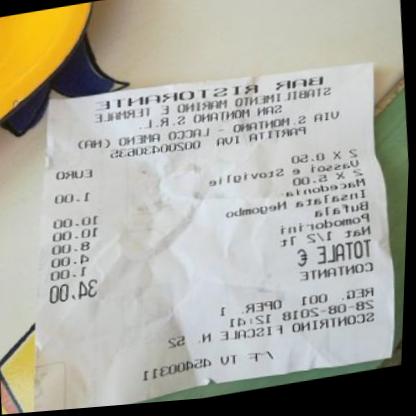 BAR RISTORANTE
STABILIMENTO MARINO E TERMALE
SAN MONTANO S.R.L.
VIA S.MONTANO - LACCO AMENO (NA)
PARTITA IVA 00200430635
EURO
2 X 0.50
Vassoi e Stoviglie 1.00
2 X 5.00
Macedonia 10.00
Insalata Negombo 10.00
Bufala 8.00
Pomodorini 4.00
Nat 1/2 lt 1.00
TOTALE € 34,00
CONTANTE
REG. 001 OPER. 1
28-08-2018 12:41
SCONTRINO FISCALE N. 52
TV 45400311